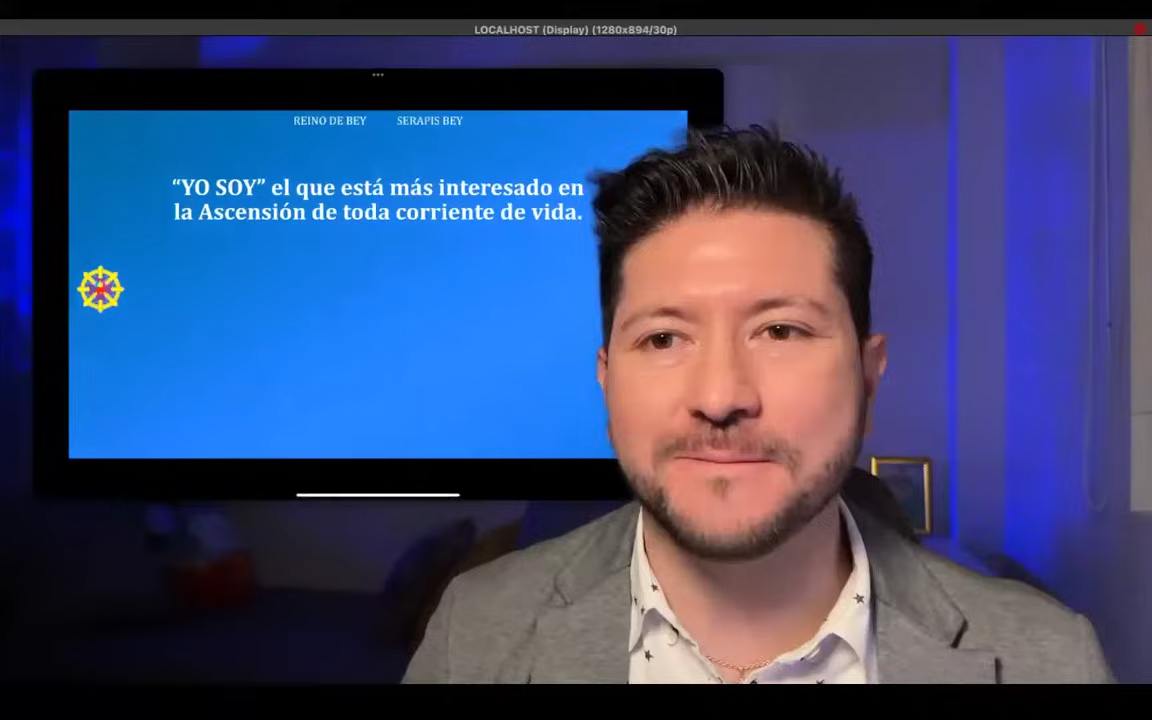 LOCALHOST (Display) (1280x894/30p)
REINO DE BEY SERAPIS BEY
“YO SOY” el que está más interesado en
la Ascensión de toda corriente de vida.